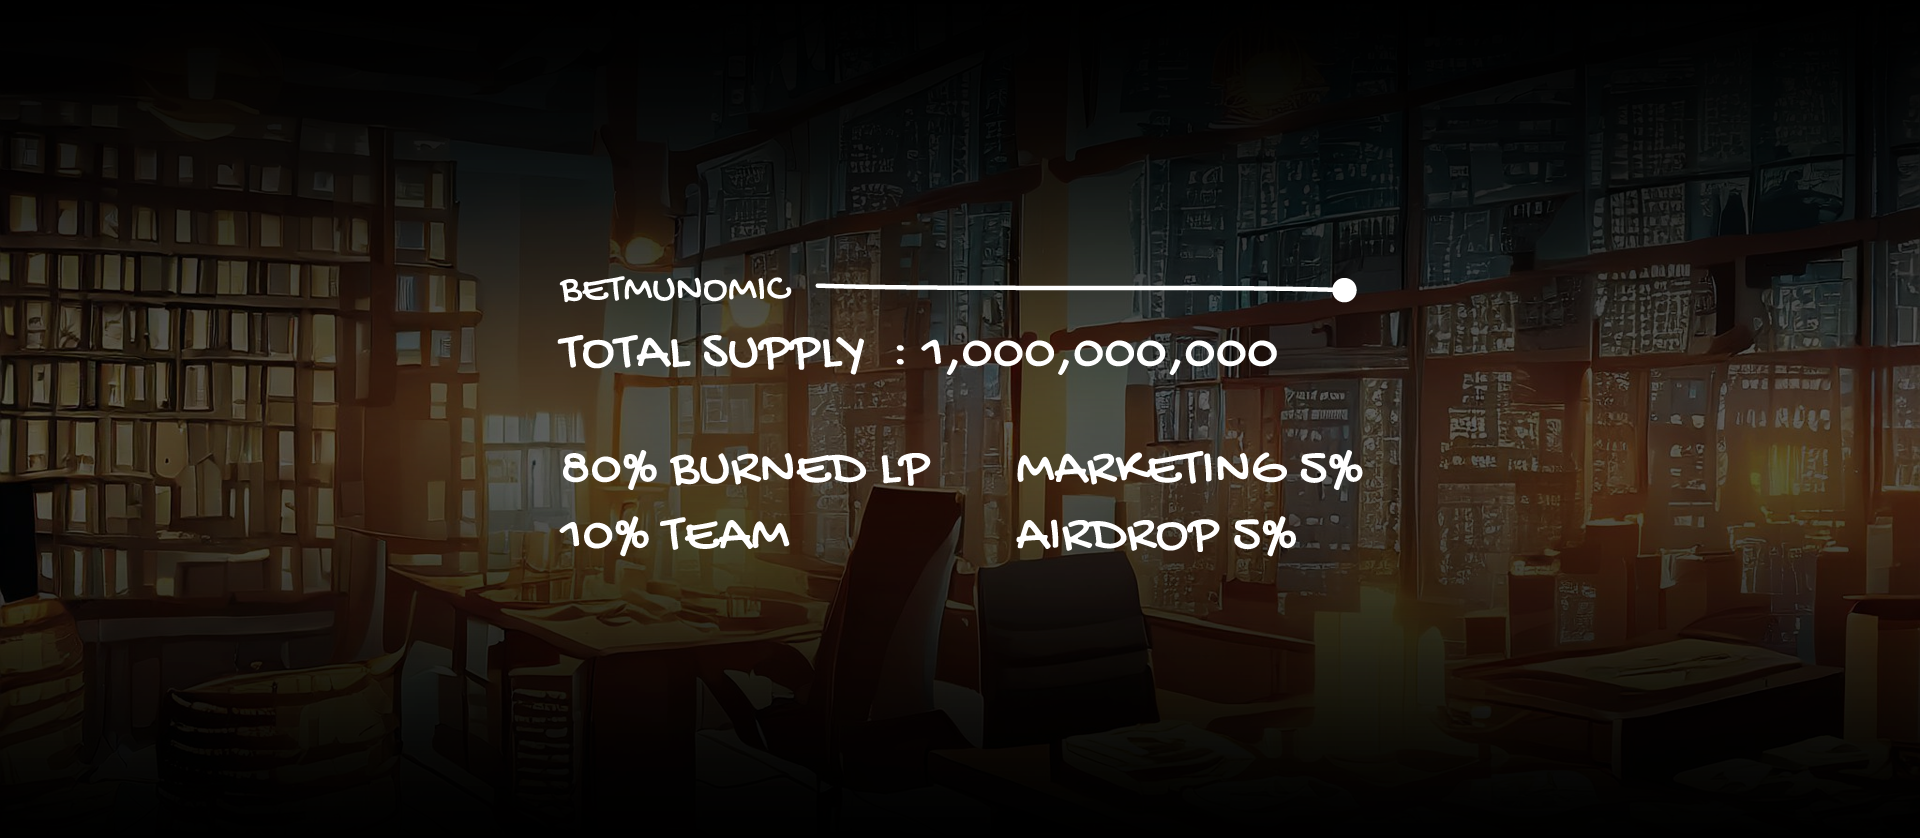 BETMUNOMIC
TOTAL SUPPLY : 1,000,000,000
80% BURNED LP
MARKETING 5%
10% TEAM
AIRDROP 5%